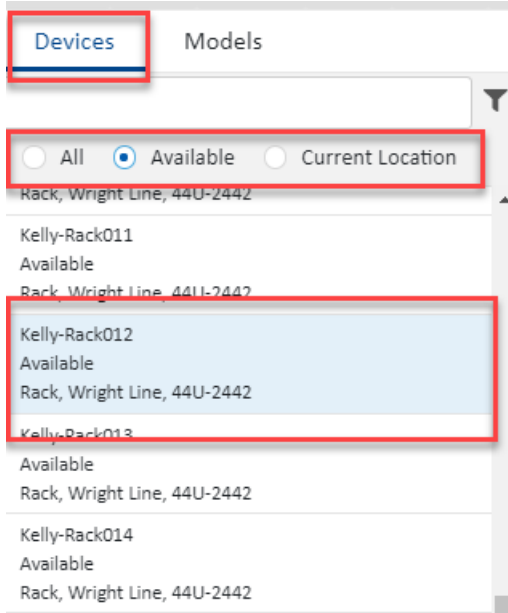 Devices Models
All Available Current Location
Rack, Wright Line, 44U-2442
Kelly-Rack011
Available
Rack, Wright Line, 44U-2442
Kelly-Rack012
Available
Rack, Wright Line, 44U-2442
Kelly-Rack013
Available
Rack, Wright Line, 44U-2442
Kelly-Rack014
Available
Rack, Wright Line, 44U-2442